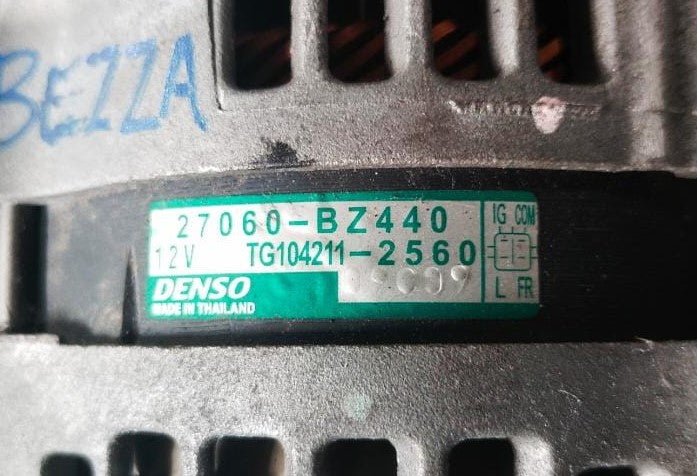 BEZZA
27060-BZ440
12V TG104211-2560
DENSO
MADE IN THAILAND
IG COM
L FR